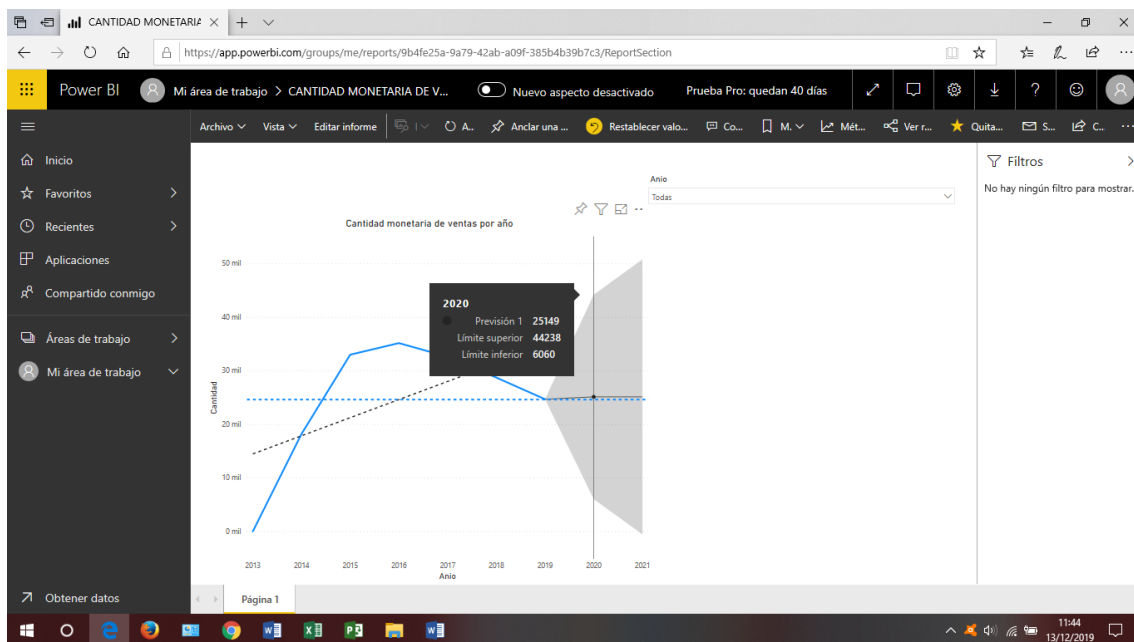 CANTIDAD MONETARIA
https://app.powerbi.com/groups/me/reports/9b4fe25a-9a79-42ab-a09f-385b4b39b7c3/ReportSection
Power BI
Mi área de trabajo > CANTIDAD MONETARIA DE V...
Nuevo aspecto desactivado
Prueba Pro: quedan 40 días
Archivo Vista Editar informe A.. Anclar una ... Restablecer valo... Co... M. Mét... Ver r... Quita... S... C...
Inicio
Favoritos
Recientes
Aplicaciones
Compartido conmigo
Áreas de trabajo
Mi área de trabajo
Obtener datos
Anio
Todas
Cantidad monetaria de ventas por año
50 mil
40 mil
30 mil
20 mil
10 mil
0 mil
Cantidad
2020
Previsión 1 25149
Límite superior 44238
Límite inferior 6060
2013 2014 2015 2016 2017 2018 2019 2020 2021
Anio
Filtros
No hay ningún filtro para mostrar.
Página 1
11:44
13/12/2019